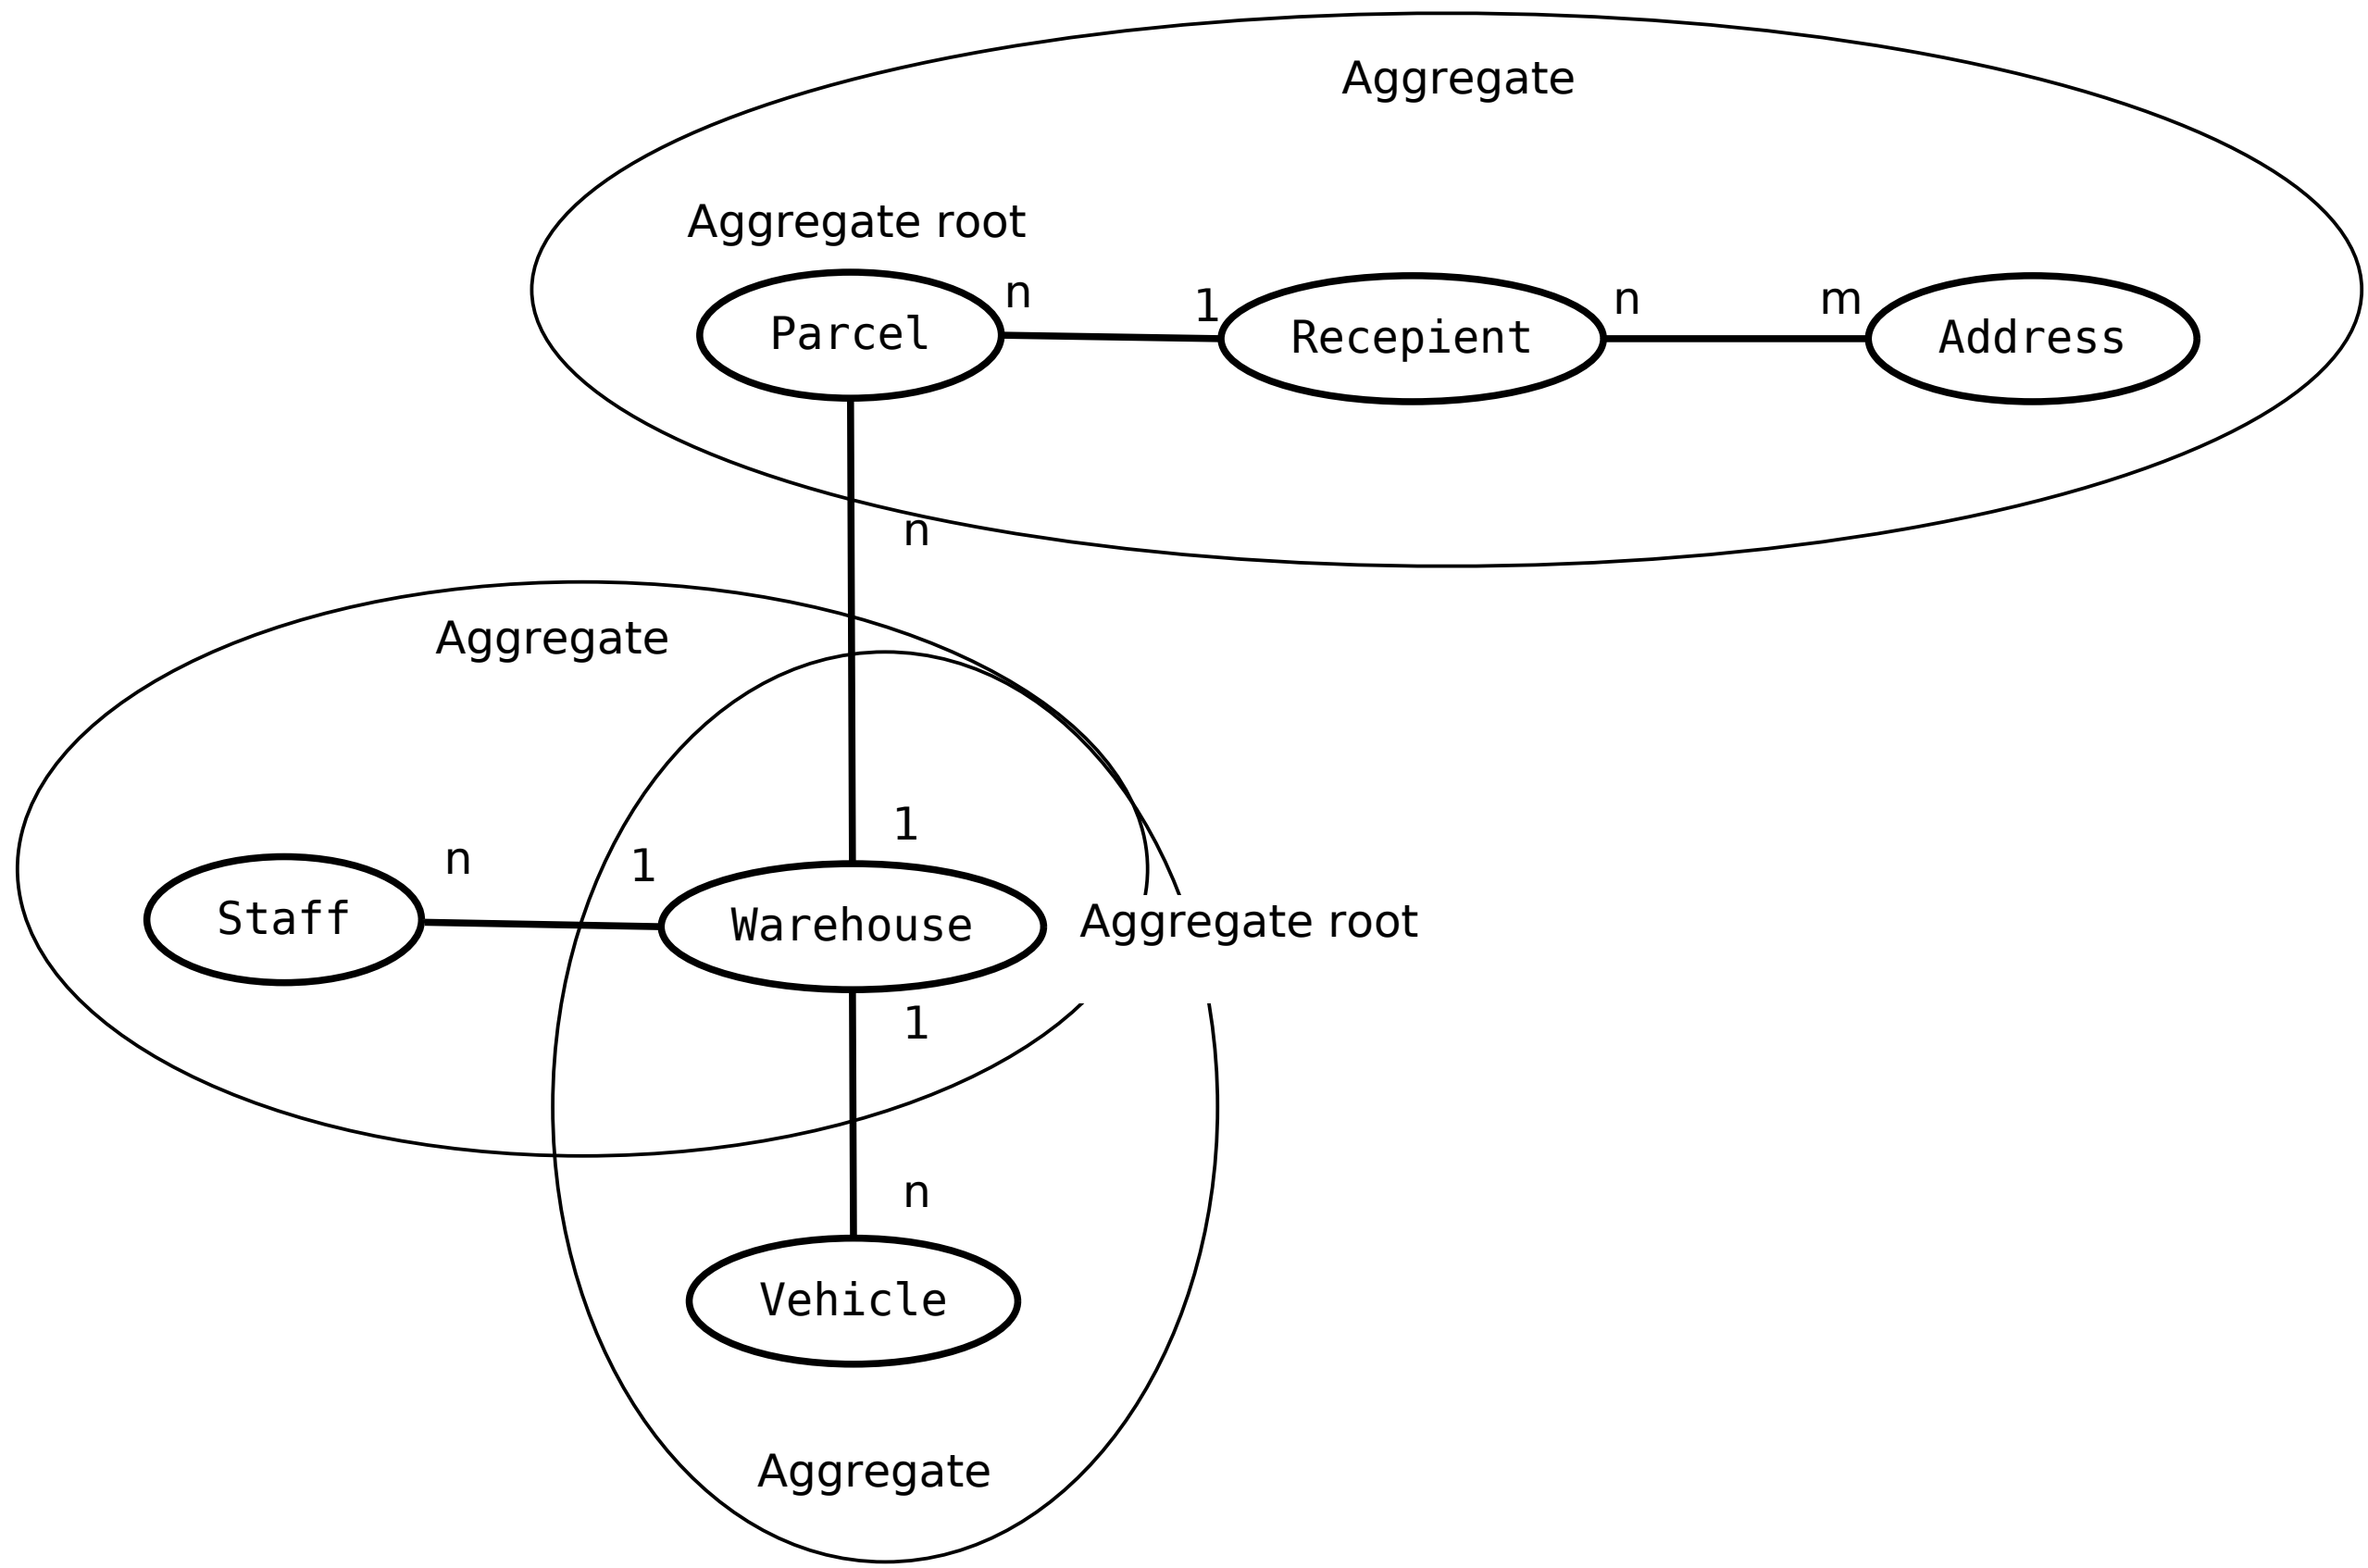 Aggregate
Aggregate root
n
1
n
m
Parcel
Recepient
Address
n
Aggregate
1
n
1
Staff
Warehouse
Aggregate root
1
n
Vehicle
Aggregate